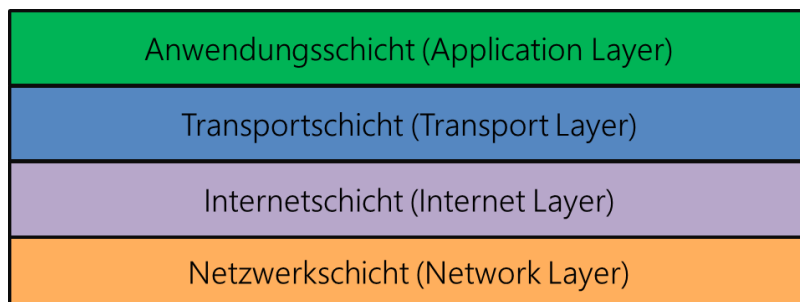 Anwendungsschicht (Application Layer)
Transportschicht (Transport Layer)
Internetschicht (Internet Layer)
Netzwerkschicht (Network Layer)